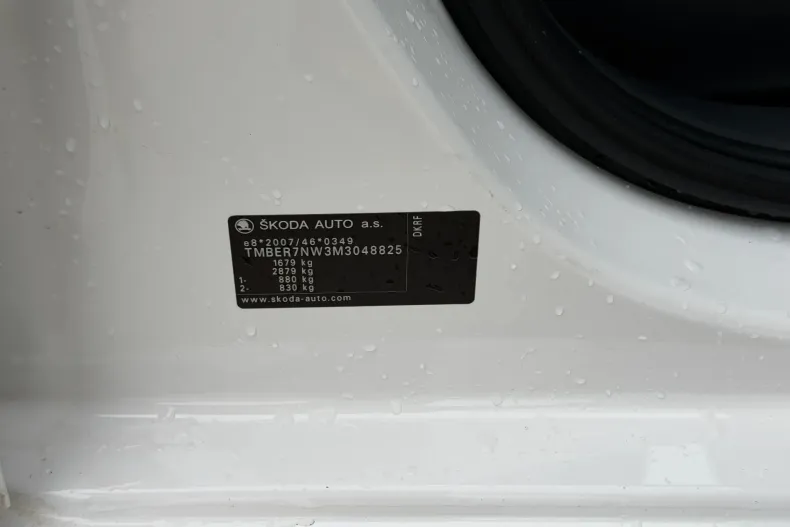 ŠKODA AUTO a.s.
DKRF
e8*2007/46*0349
TMBER7NW3M3048825
1679 kg
2879 kg
1- 880 kg
2- 830 kg
www.skoda-auto.com